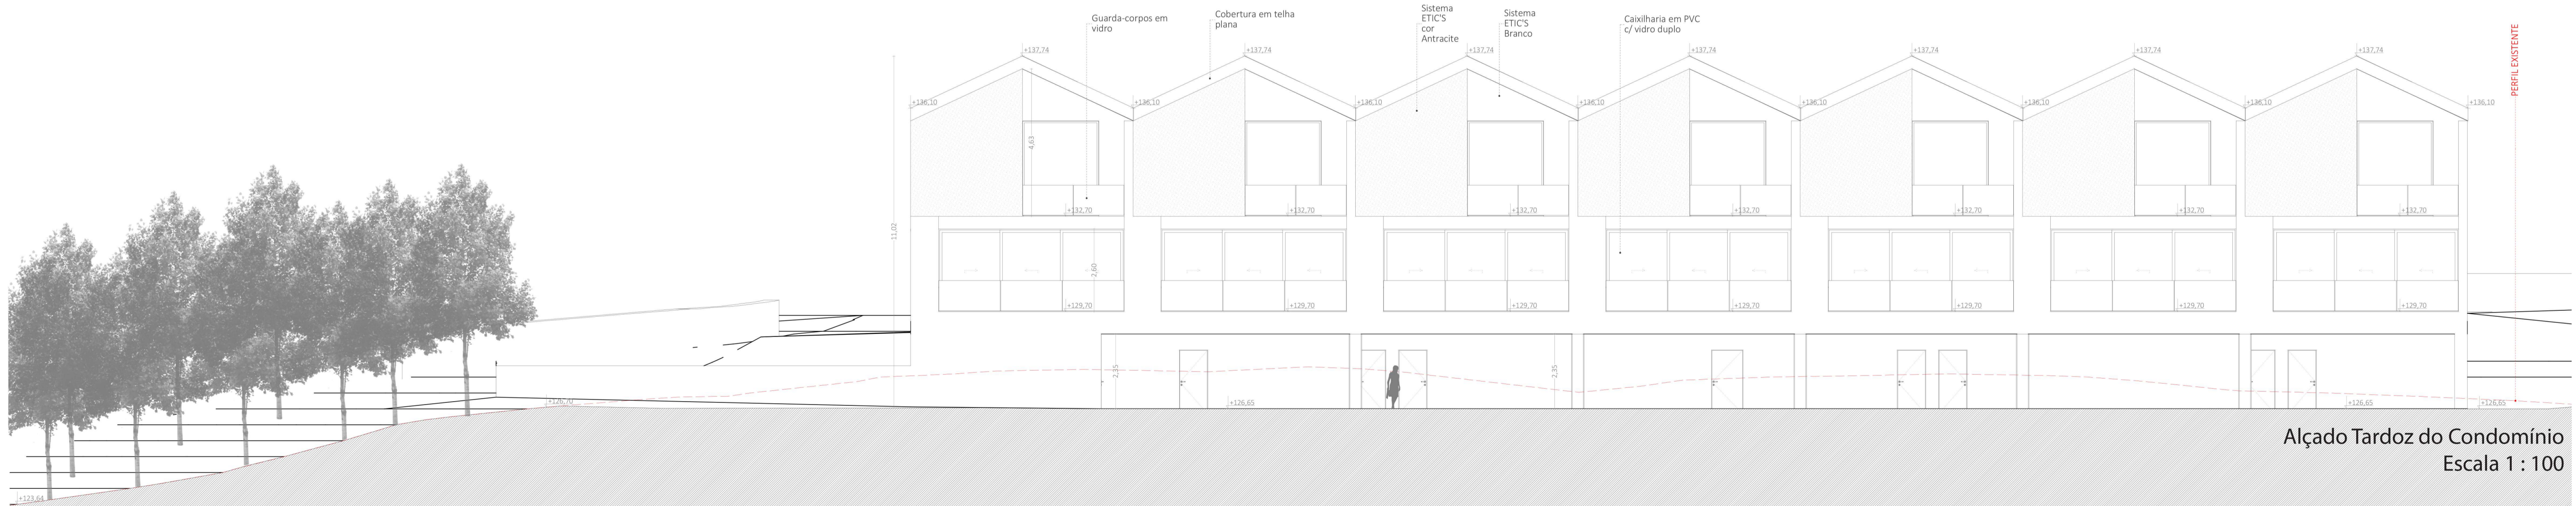 Guarda-corpos em
vidro
Cobertura em telha
plana
Sistema
ETIC'S
cor
Antracite
Sistema
ETIC'S
Branco
Caixilharia em PVC
c/ vidro duplo
PERFIL EXISTENTE
+137,74
+137,74
+137,74
+137,74
+137,74
+137,74
+137,74
+136,10
+136,10
+136,10
+136,10
+136,10
+136,10
+136,10
+136,10
4,63
11,02
+132,70
+132,70
+132,70
+132,70
+132,70
+132,70
+132,70
2,60
+129,70
+129,70
+129,70
+129,70
+129,70
+129,70
+129,70
2,35
2,35
+126,70
+126,65
+126,65
+126,65
+123,64
Alçado Tardoz do Condomínio
Escala 1 : 100